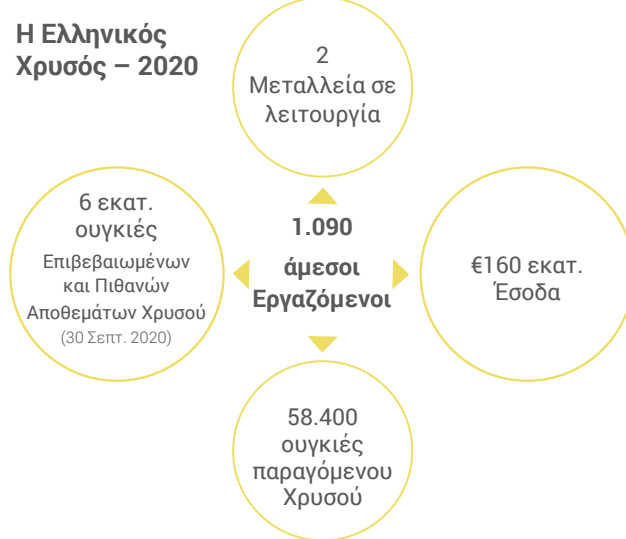 Η Ελληνικός
Χρυσός – 2020
2
Μεταλλεία σε
λειτουργία
6 εκατ.
ουγκιές
Επιβεβαιωμένων
και Πιθανών
Αποθεμάτων Χρυσού
(30 Σεπτ. 2020)
1.090
άμεσοι
Εργαζόμενοι
€160 εκατ.
Έσοδα
58.400
ουγκιές
παραγόμενου
Χρυσού